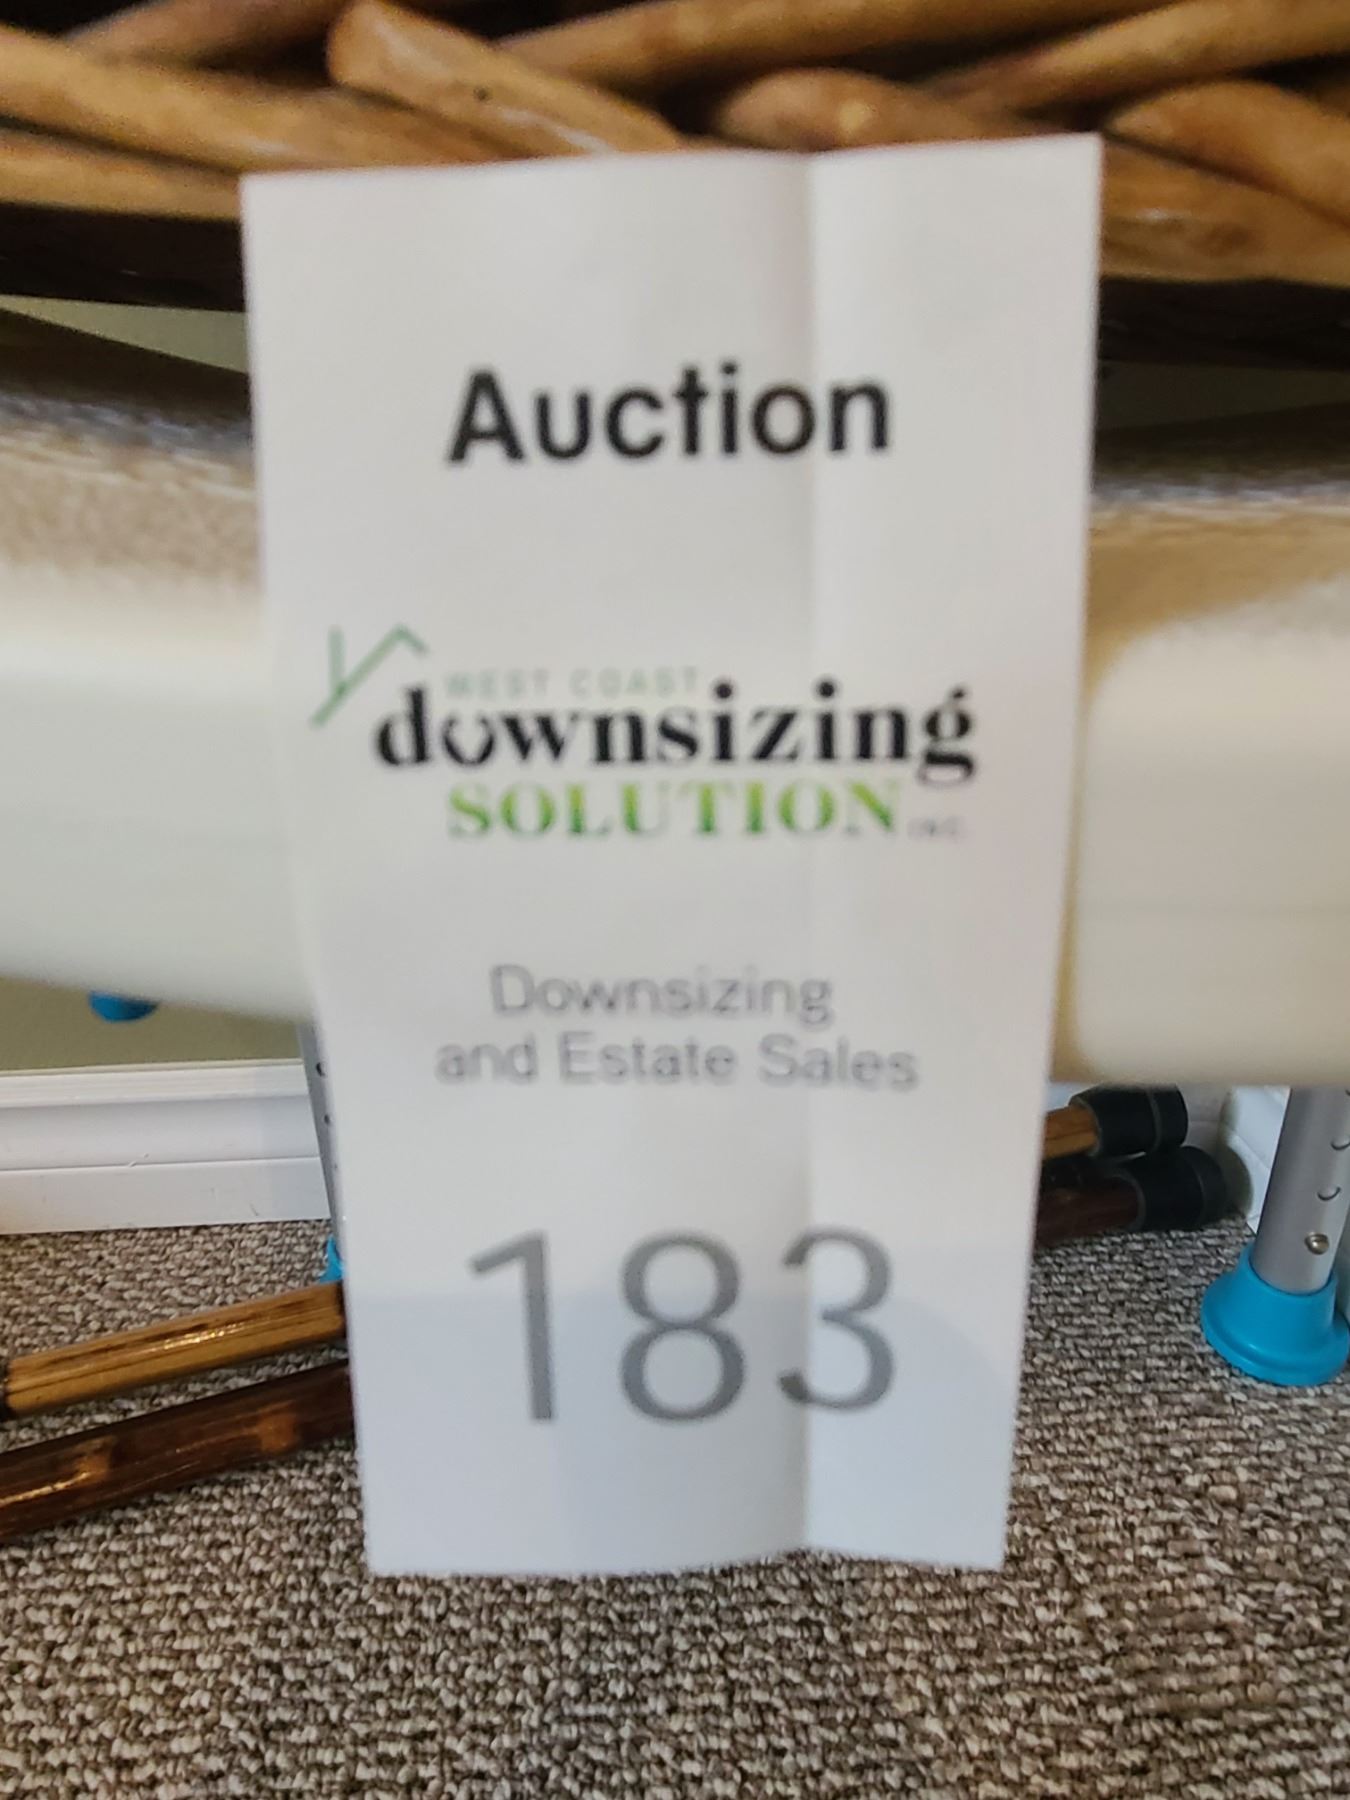 Auction
WEST COAST
downsizing
SOLUTION INC.
Downsizing
and Estate Sales
183